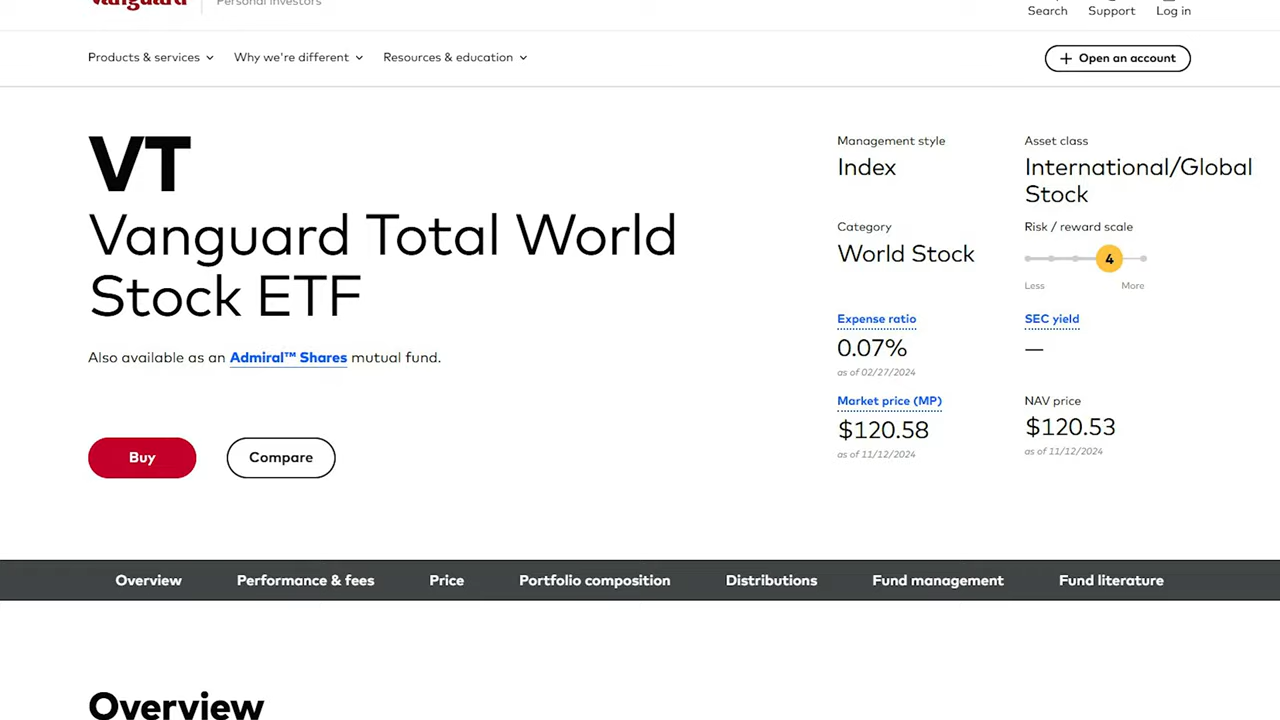 Vanguard
Personal investors
Search Support Log in
Products & services Why we're different Resources & education
+ Open an account
VT
Vanguard Total World
Stock ETF
Also available as an Admiral™ Shares mutual fund.
Buy Compare
Management style
Index
Asset class
International/Global
Stock
Category
World Stock
Risk / reward scale
4
Less More
Expense ratio
0.07%
as of 02/27/2024
SEC yield
—
Market price (MP)
$120.58
as of 11/12/2024
NAV price
$120.53
as of 11/12/2024
Overview Performance & fees Price Portfolio composition Distributions Fund management Fund literature
Overview